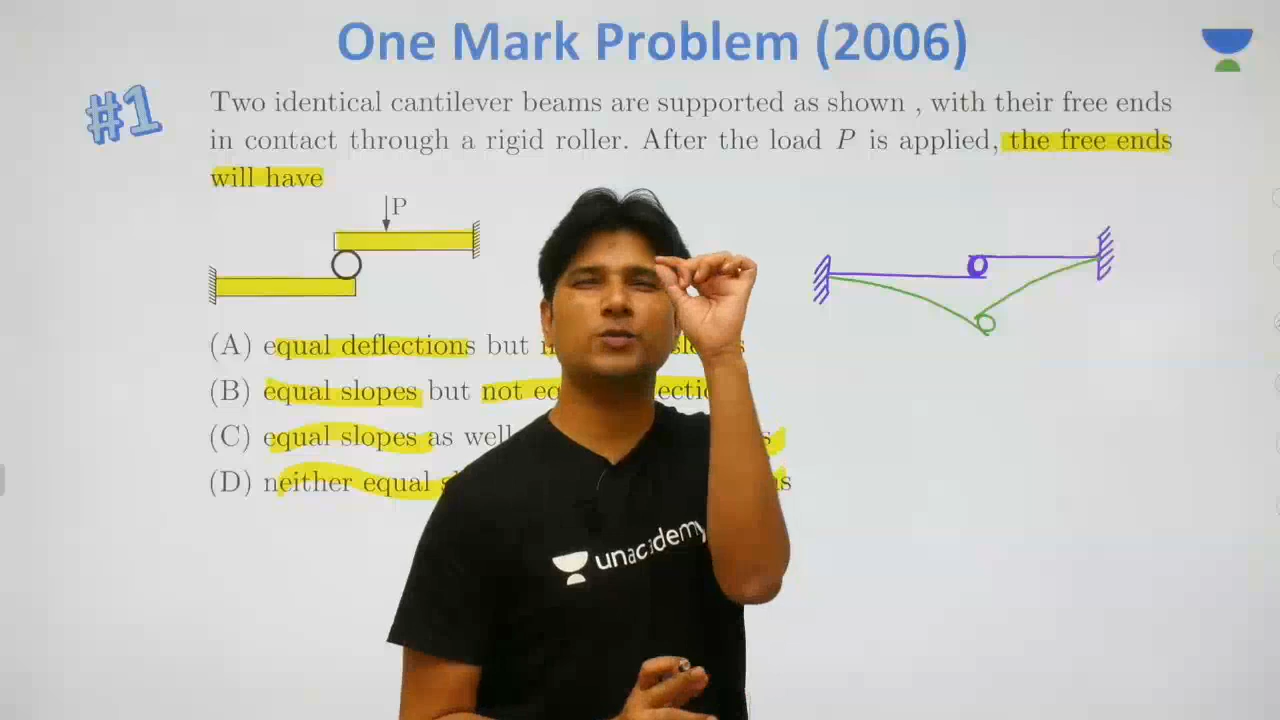 One Mark Problem (2006)
#1
Two identical cantilever beams are supported as shown , with their free ends
in contact through a rigid roller. After the load P is applied, the free ends
will have
P
(A) equal deflections but
(B) equal slopes but not
(C) equal slopes as well
(D) neither equal
unacademy